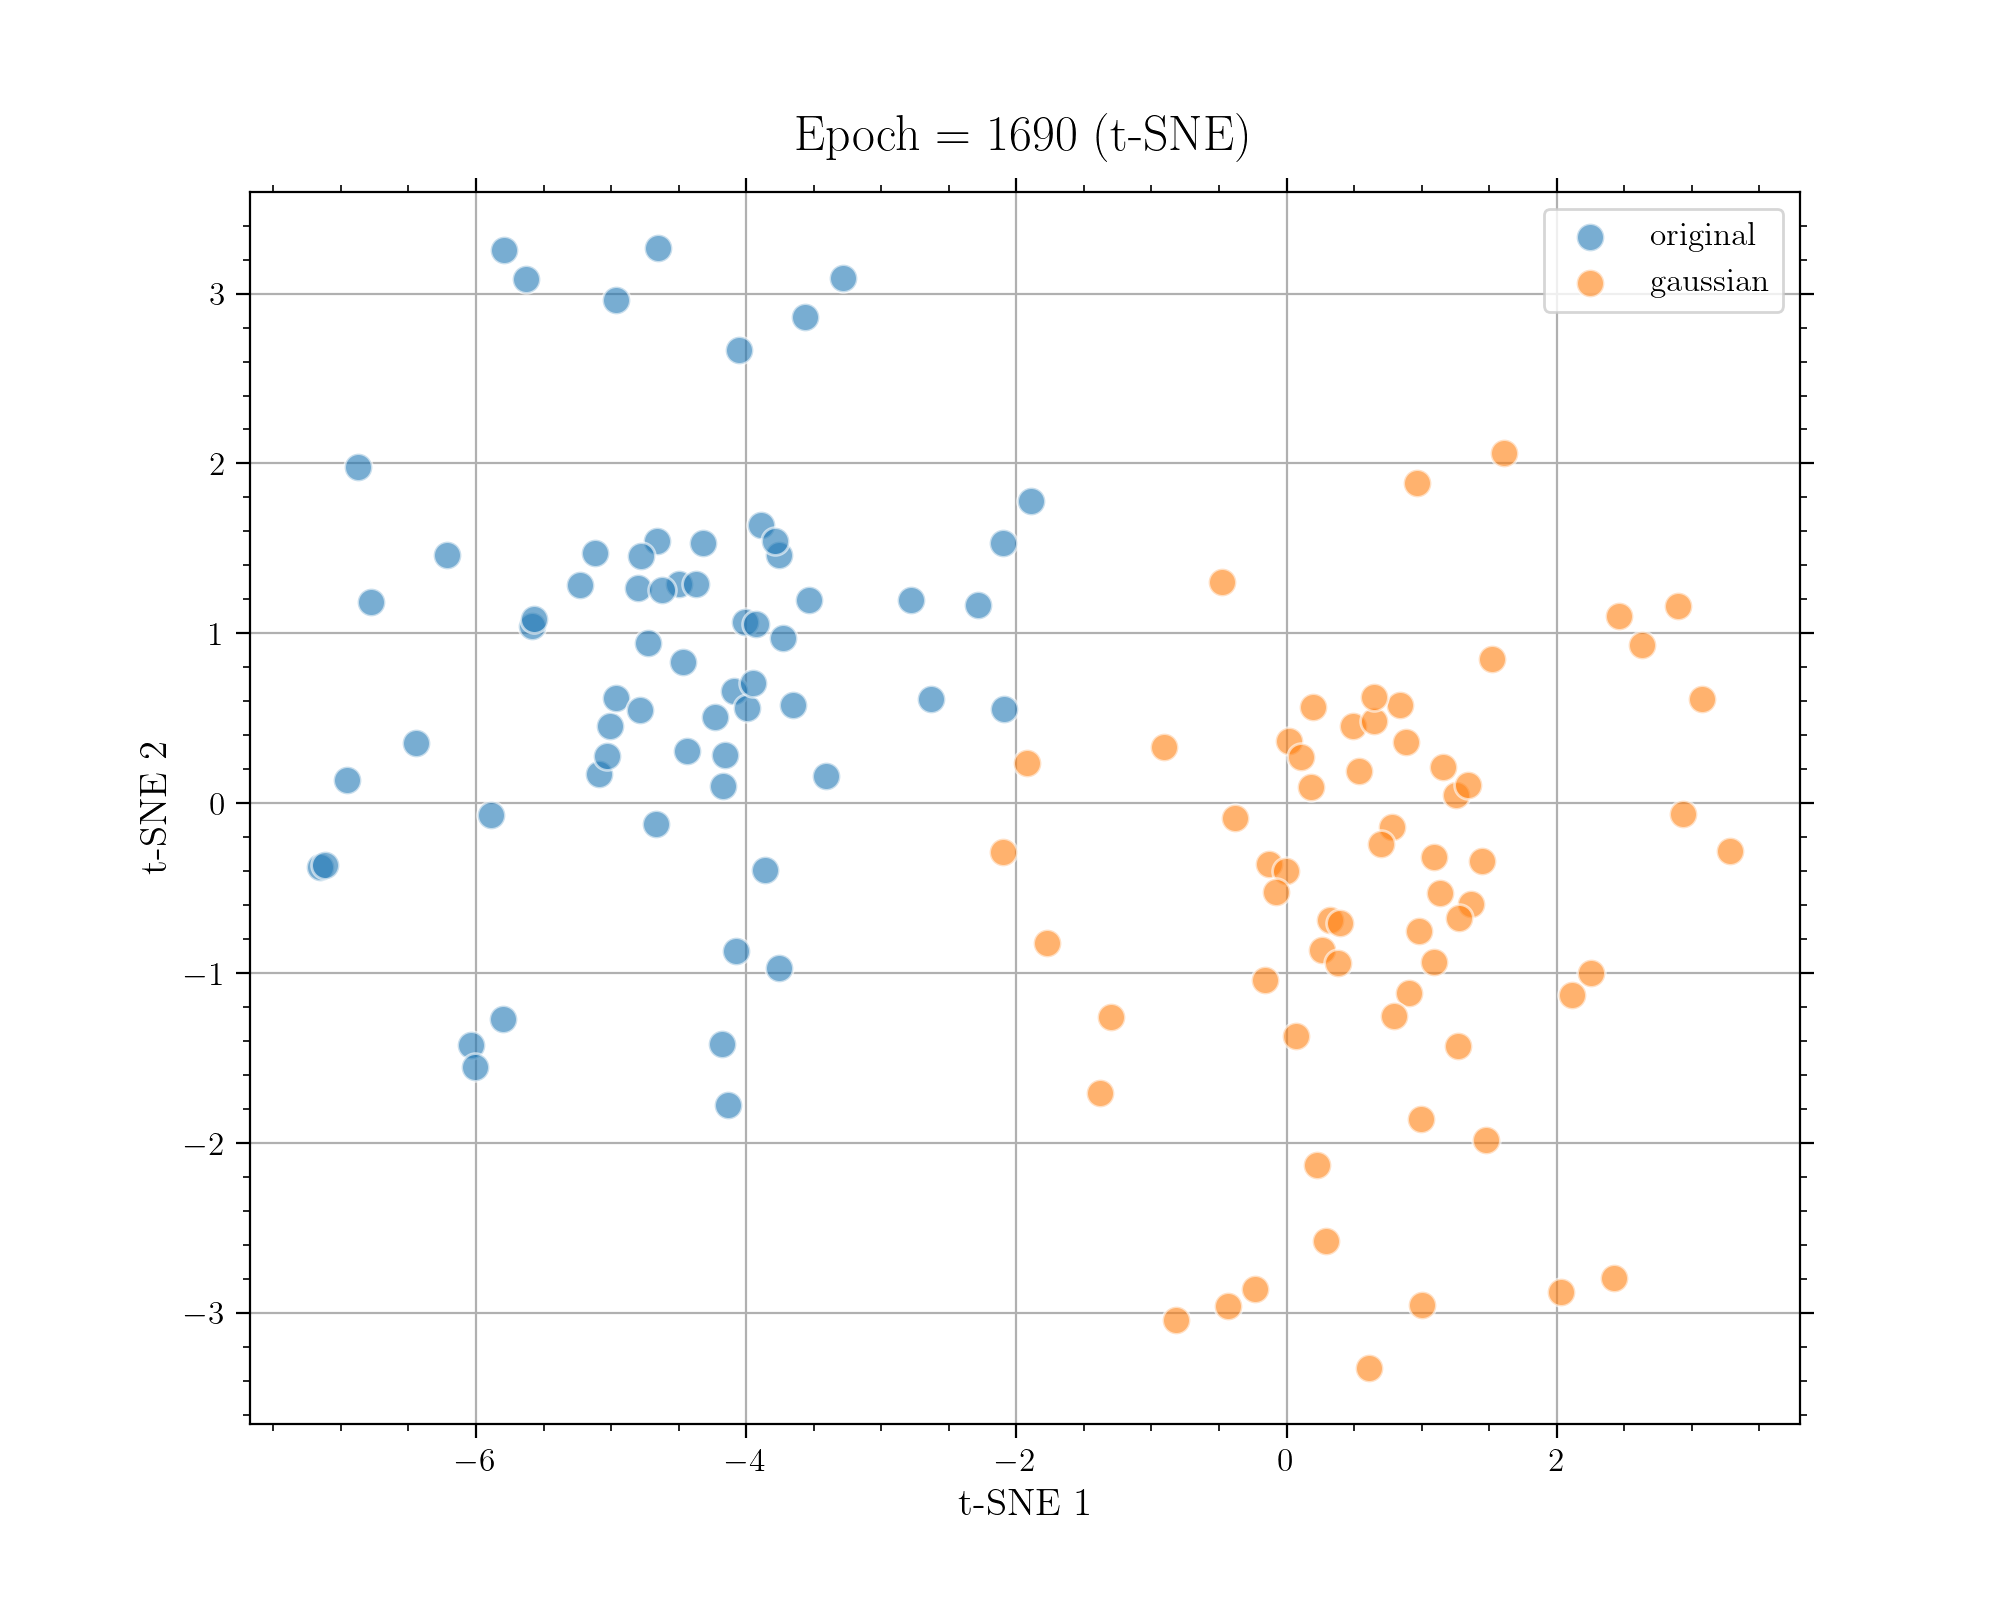 Epoch = 1690 (t-SNE)
original
gaussian
3
2
1
0
−1
−2
−3
t-SNE 2
−6 −4 −2 0 2
t-SNE 1